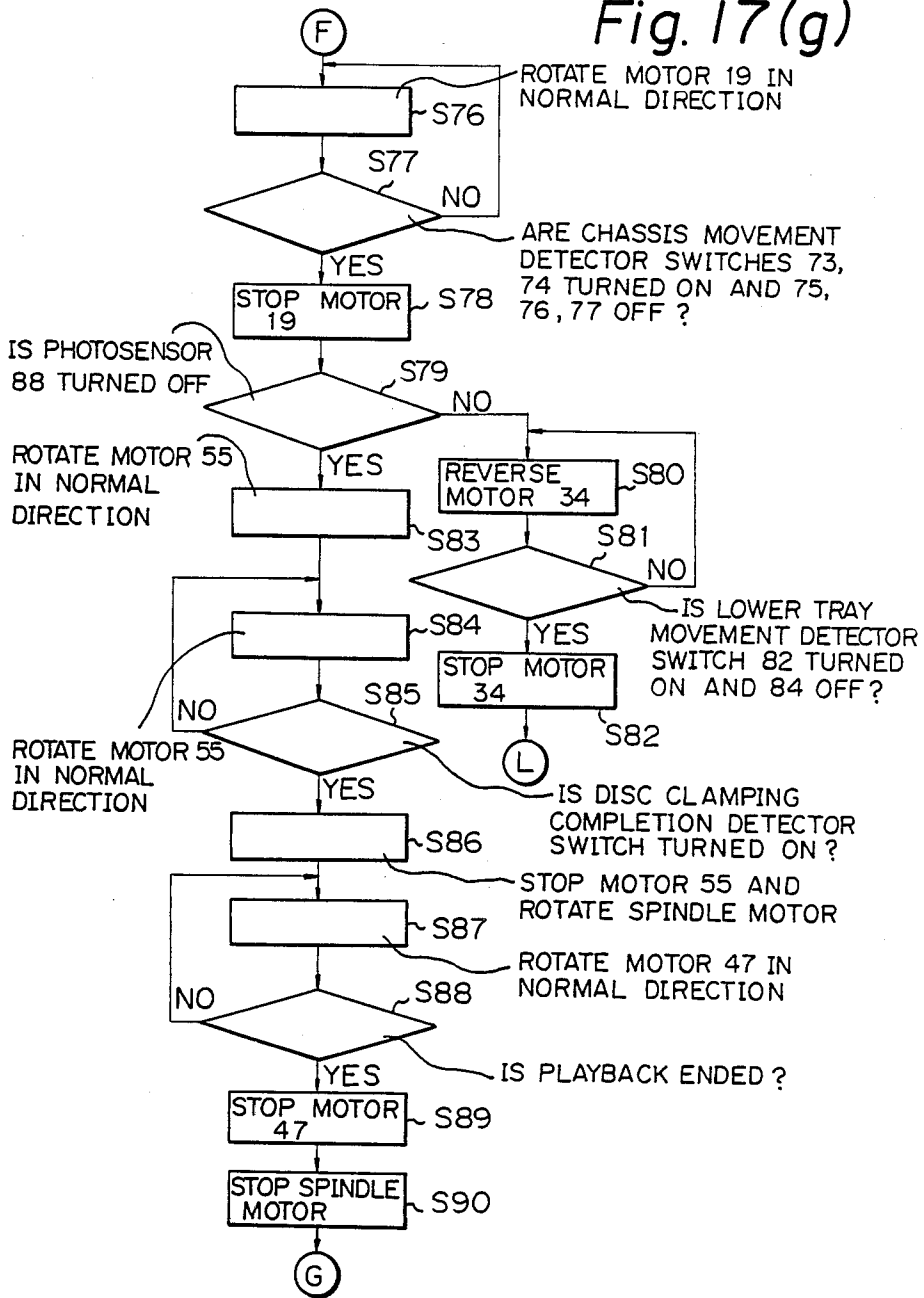 Fig. 17(g)
F
ROTATE MOTOR 19 IN
NORMAL DIRECTION
S76
S77
NO
ARE CHASSIS MOVEMENT
DETECTOR SWITCHES 73,
74 TURNED ON AND 75,
76, 77 OFF ?
YES
STOP MOTOR
19
S78
IS PHOTOSENSOR
88 TURNED OFF
S79
NO
YES
ROTATE MOTOR 55
IN NORMAL
DIRECTION
S83
REVERSE
MOTOR 34
S80
S81
NO
IS LOWER TRAY
MOVEMENT DETECTOR
SWITCH 82 TURNED
ON AND 84 OFF?
YES
STOP MOTOR
34
S82
L
S84
ROTATE MOTOR 55
IN NORMAL
DIRECTION
S85
NO
YES
IS DISC CLAMPING
COMPLETION DETECTOR
SWITCH TURNED ON ?
S86
STOP MOTOR 55 AND
ROTATE SPINDLE MOTOR
S87
ROTATE MOTOR 47 IN
NORMAL DIRECTION
S88
NO
YES
IS PLAYBACK ENDED ?
STOP MOTOR
47
S89
STOP SPINDLE
MOTOR
S90
G